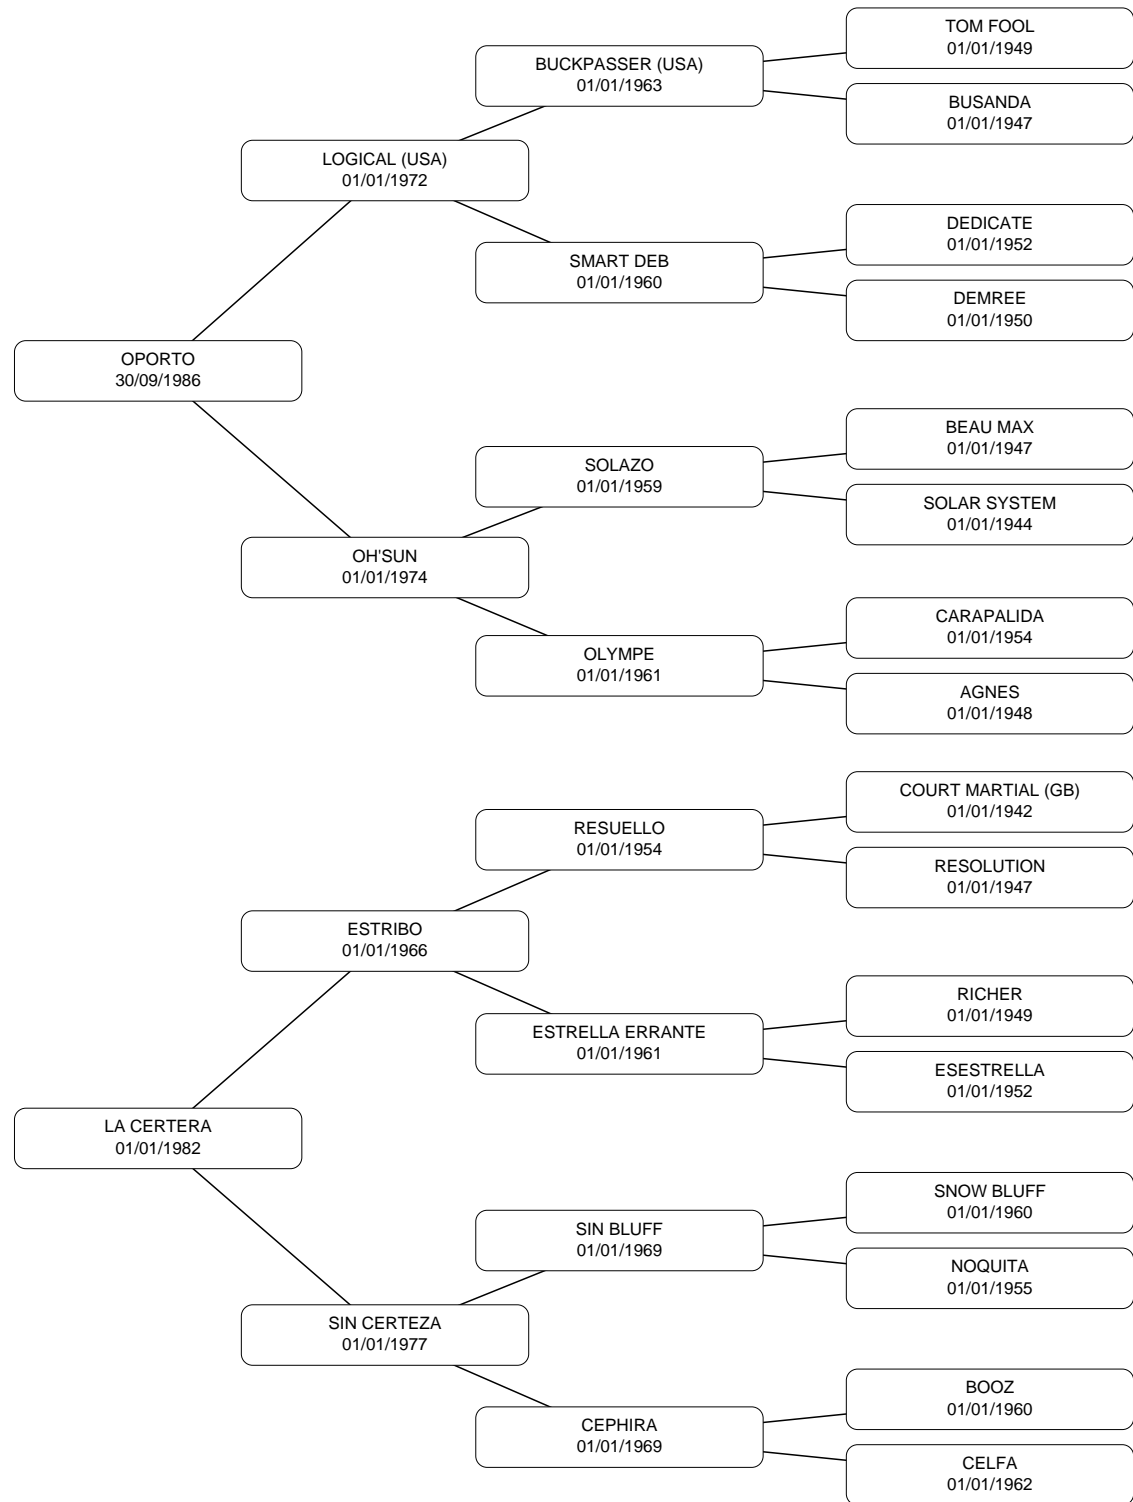 TOM FOOL
01/01/1949
BUCKPASSER (USA)
01/01/1963
BUSANDA
01/01/1947
LOGICAL (USA)
01/01/1972
DEDICATE
01/01/1952
SMART DEB
01/01/1960
DEMREE
01/01/1950
OPORTO
30/09/1986
BEAU MAX
01/01/1947
SOLAZO
01/01/1959
SOLAR SYSTEM
01/01/1944
OH'SUN
01/01/1974
CARAPALIDA
01/01/1954
OLYMPE
01/01/1961
AGNES
01/01/1948
COURT MARTIAL (GB)
01/01/1942
RESUELLO
01/01/1954
RESOLUTION
01/01/1947
ESTRIBO
01/01/1966
RICHER
01/01/1949
ESTRELLA ERRANTE
01/01/1961
ESESTRELLA
01/01/1952
LA CERTERA
01/01/1982
SNOW BLUFF
01/01/1960
SIN BLUFF
01/01/1969
NOQUITA
01/01/1955
SIN CERTEZA
01/01/1977
BOOZ
01/01/1960
CEPHIRA
01/01/1969
CELFA
01/01/1962